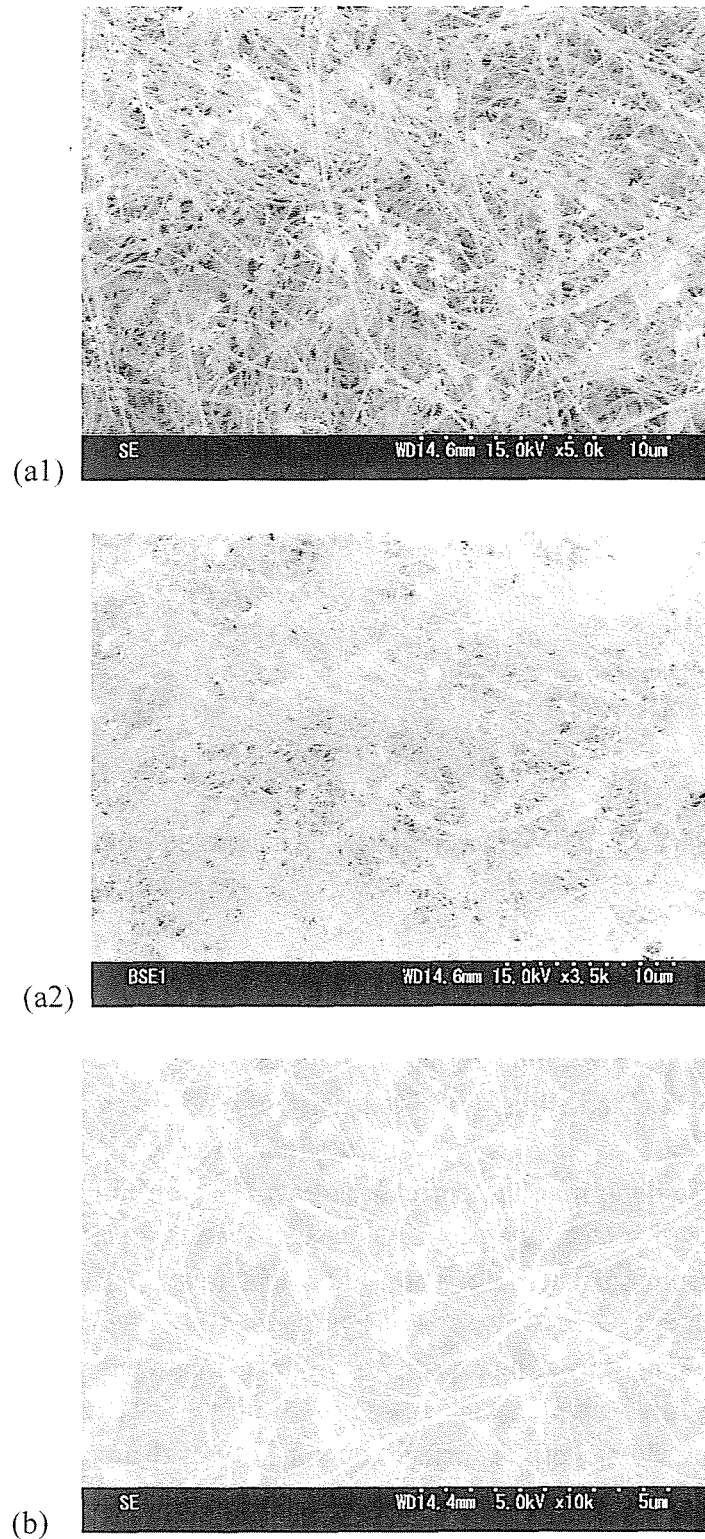 SE WD14.6mm 15.0kV x5.0k 10um
(a1)
BSE1 WD14.6mm 15.0kV x3.5k 10um
(a2)
SE WD14.4mm 5.0kV x10k 5um
(b)